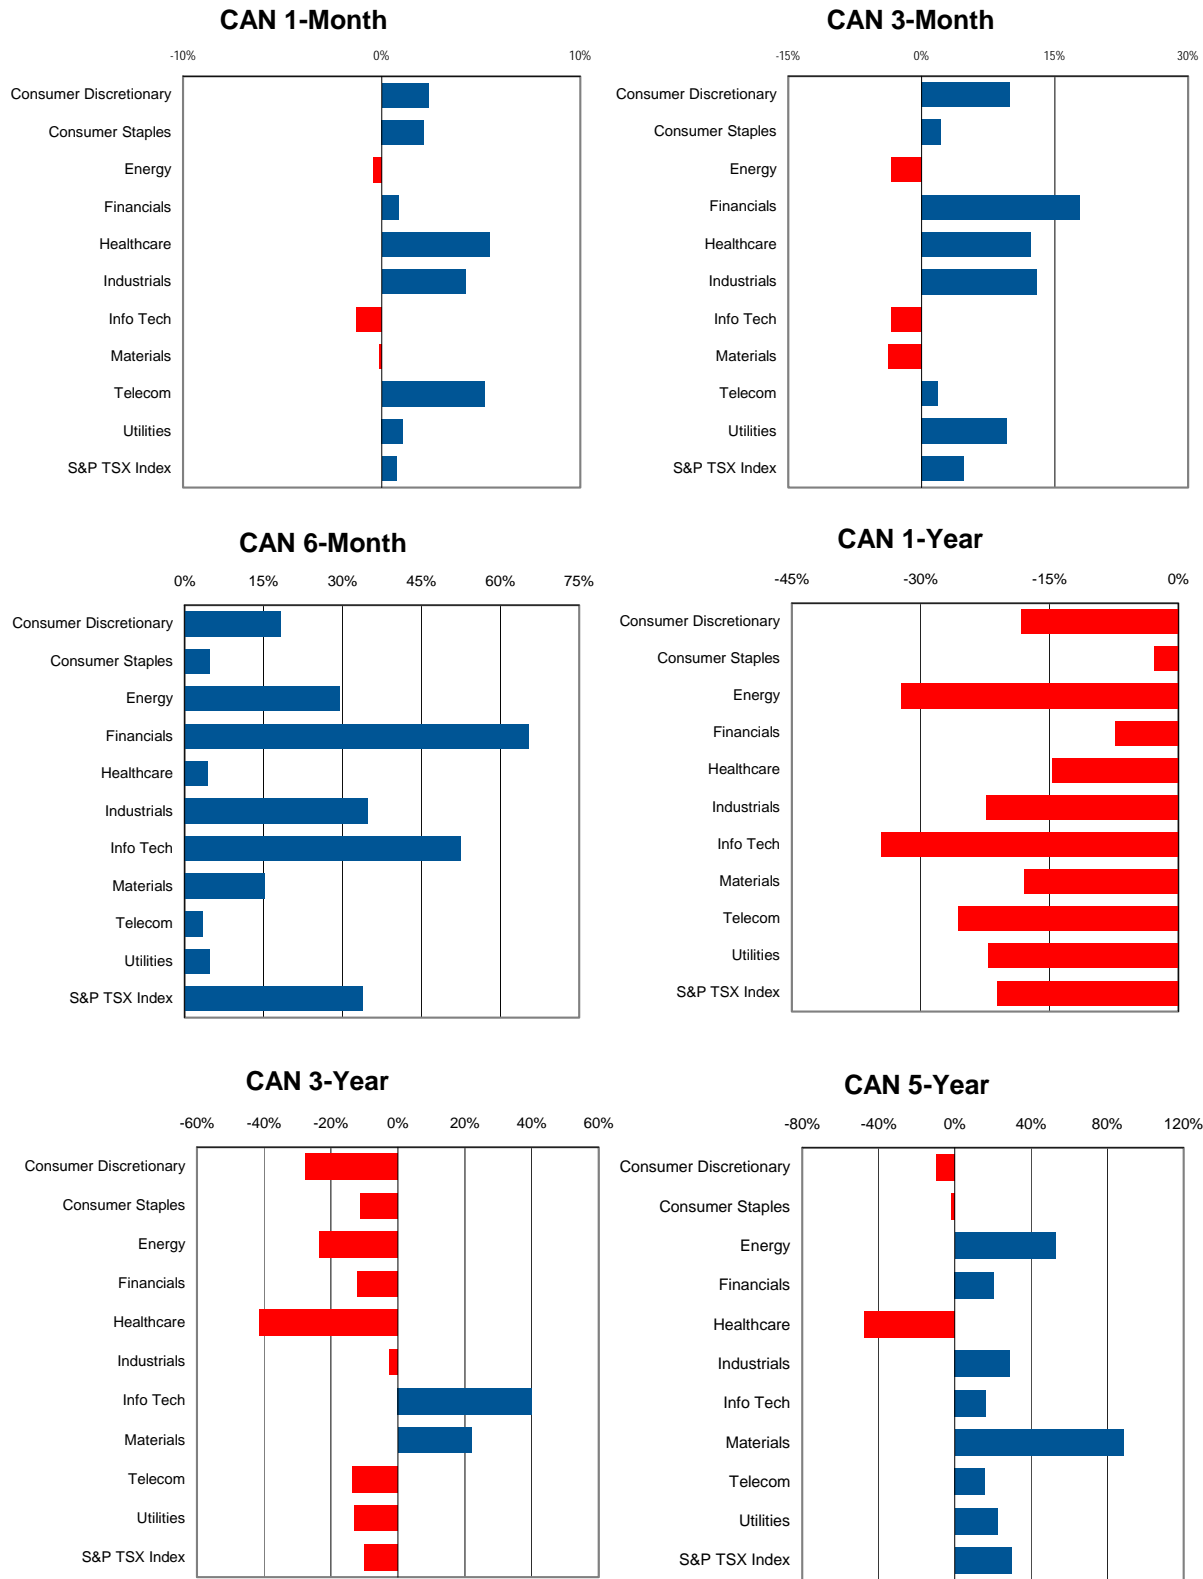 CAN 1-Month
-10% 0% 10%
Consumer Discretionary
Consumer Staples
Energy
Financials
Healthcare
Industrials
Info Tech
Materials
Telecom
Utilities
S&P TSX Index
CAN 3-Month
-15% 0% 15% 30%
Consumer Discretionary
Consumer Staples
Energy
Financials
Healthcare
Industrials
Info Tech
Materials
Telecom
Utilities
S&P TSX Index
CAN 6-Month
0% 15% 30% 45% 60% 75%
Consumer Discretionary
Consumer Staples
Energy
Financials
Healthcare
Industrials
Info Tech
Materials
Telecom
Utilities
S&P TSX Index
CAN 1-Year
-45% -30% -15% 0%
Consumer Discretionary
Consumer Staples
Energy
Financials
Healthcare
Industrials
Info Tech
Materials
Telecom
Utilities
S&P TSX Index
CAN 3-Year
-60% -40% -20% 0% 20% 40% 60%
Consumer Discretionary
Consumer Staples
Energy
Financials
Healthcare
Industrials
Info Tech
Materials
Telecom
Utilities
S&P TSX Index
CAN 5-Year
-80% -40% 0% 40% 80% 120%
Consumer Discretionary
Consumer Staples
Energy
Financials
Healthcare
Industrials
Info Tech
Materials
Telecom
Utilities
S&P TSX Index